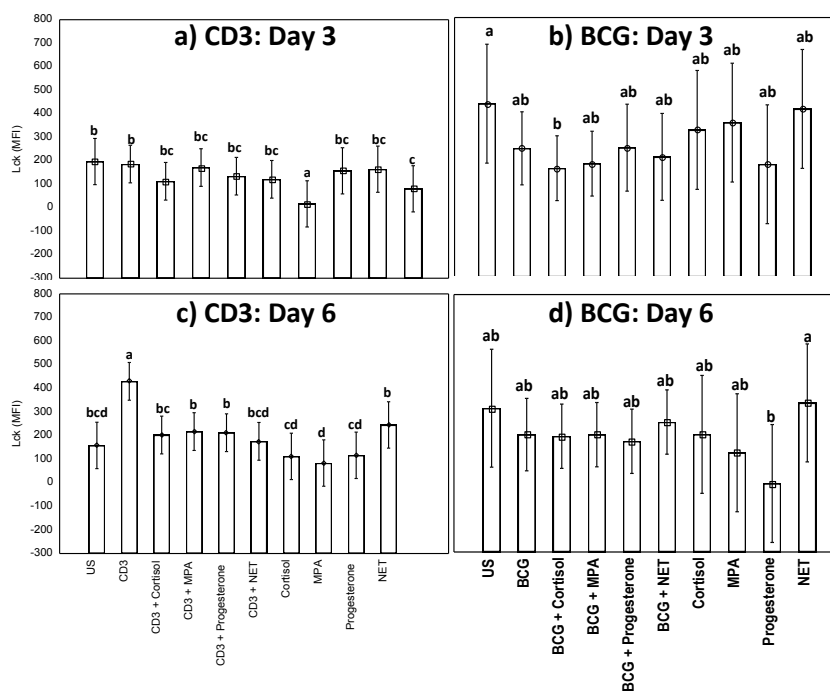 a) CD3: Day 3
Lck (MFI)
800
700
600
500
400
300
200
100
0
-100
-200
-300
b b bc bc bc bc a bc bc c
b) BCG: Day 3
a ab b ab ab ab ab ab ab ab
c) CD3: Day 6
Lck (MFI)
800
700
600
500
400
300
200
100
0
-100
-200
-300
bcd a bc b b bcd cd d cd b
US
CD3
CD3 + Cortisol
CD3 + MPA
CD3 + Progesterone
CD3 + NET
Cortisol
MPA
Progesterone
NET
d) BCG: Day 6
ab ab ab ab ab ab ab ab b a
US
BCG
BCG + Cortisol
BCG + MPA
BCG + Progesterone
BCG + NET
Cortisol
MPA
Progesterone
NET